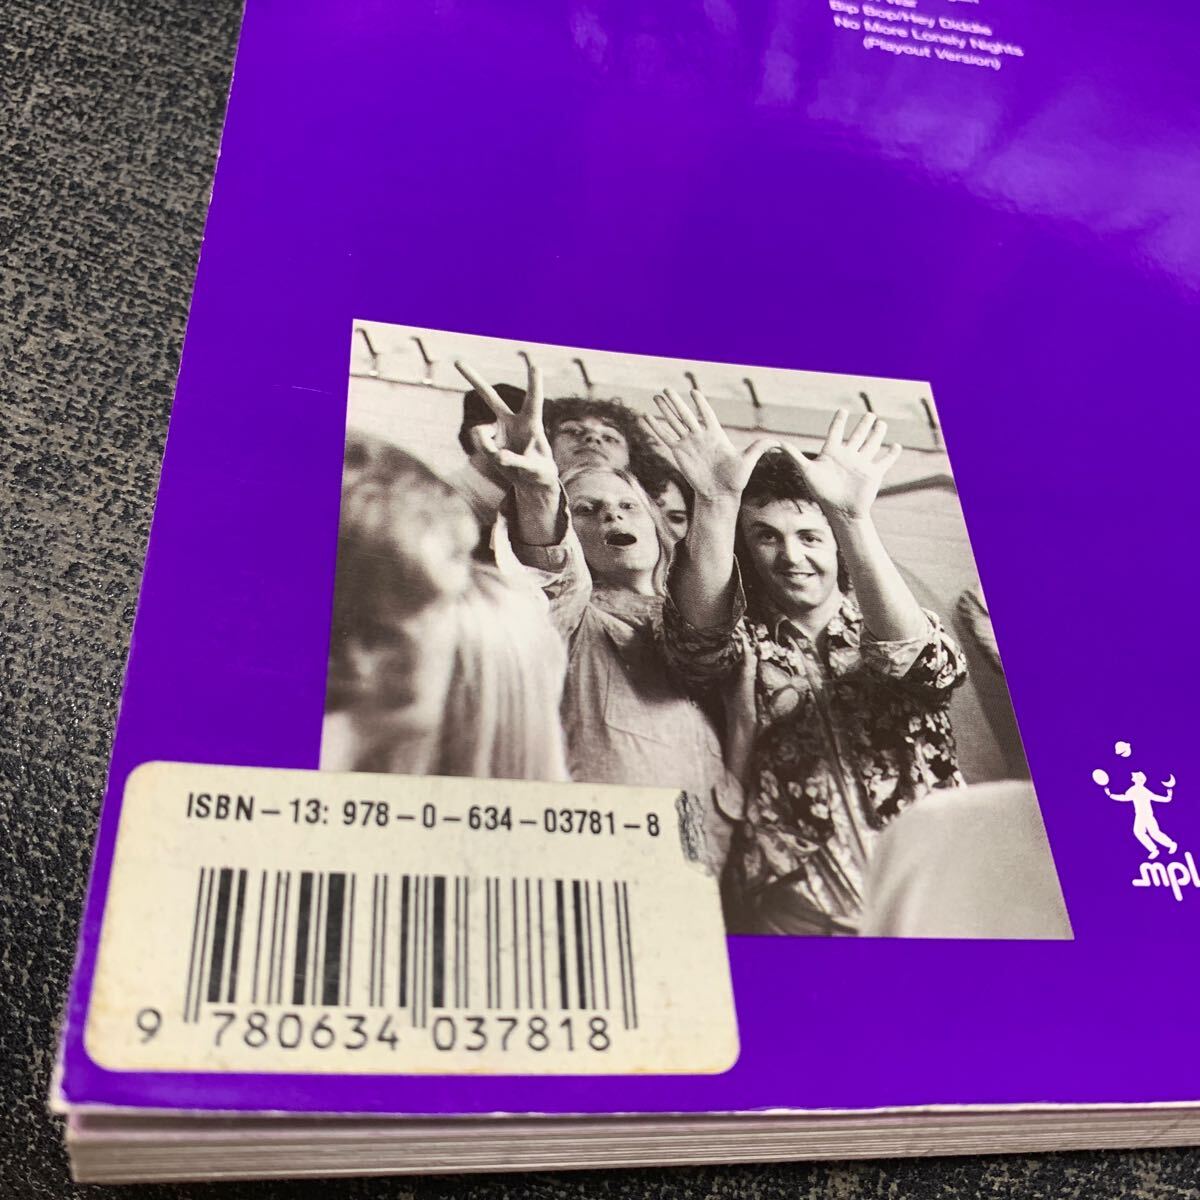 Bip Bop/Hey Diddle
No More Lonely Nights
(Playout Version)
mpl
ISBN-13: 978-0-634-03781-8
9 780634 037818